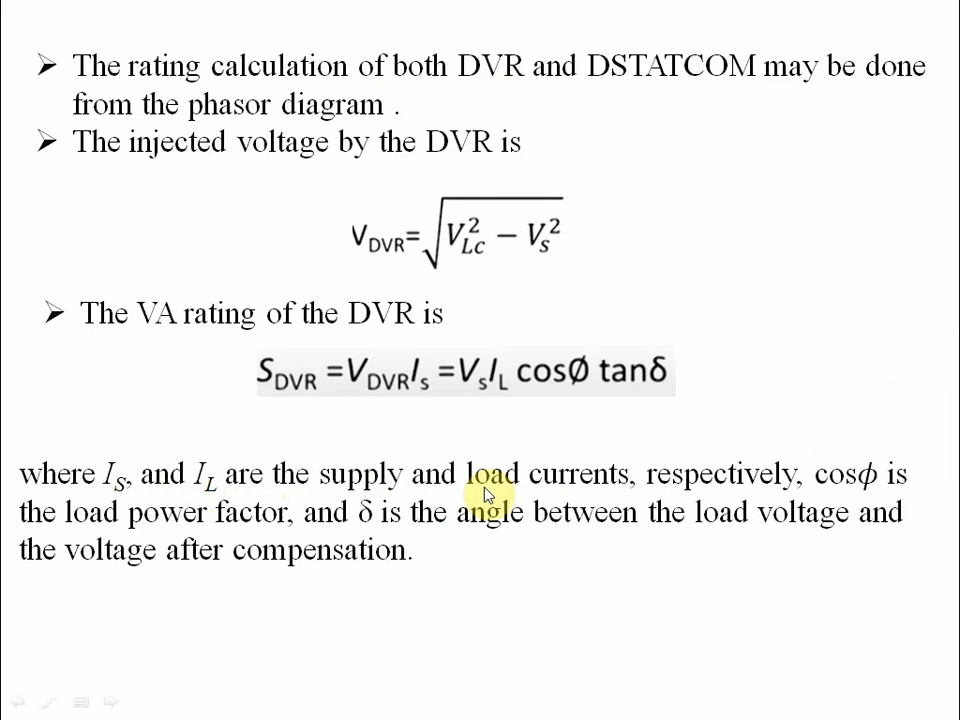 ➢ The rating calculation of both DVR and DSTATCOM may be done
from the phasor diagram .
➢ The injected voltage by the DVR is
V_DVR=√(V_Lc^2 − V_s^2)
➢ The VA rating of the DVR is
S_DVR =V_DVR I_s =V_s I_L cosØ tanδ
where I_S, and I_L are the supply and load currents, respectively, cosϕ is
the load power factor, and δ is the angle between the load voltage and
the voltage after compensation.